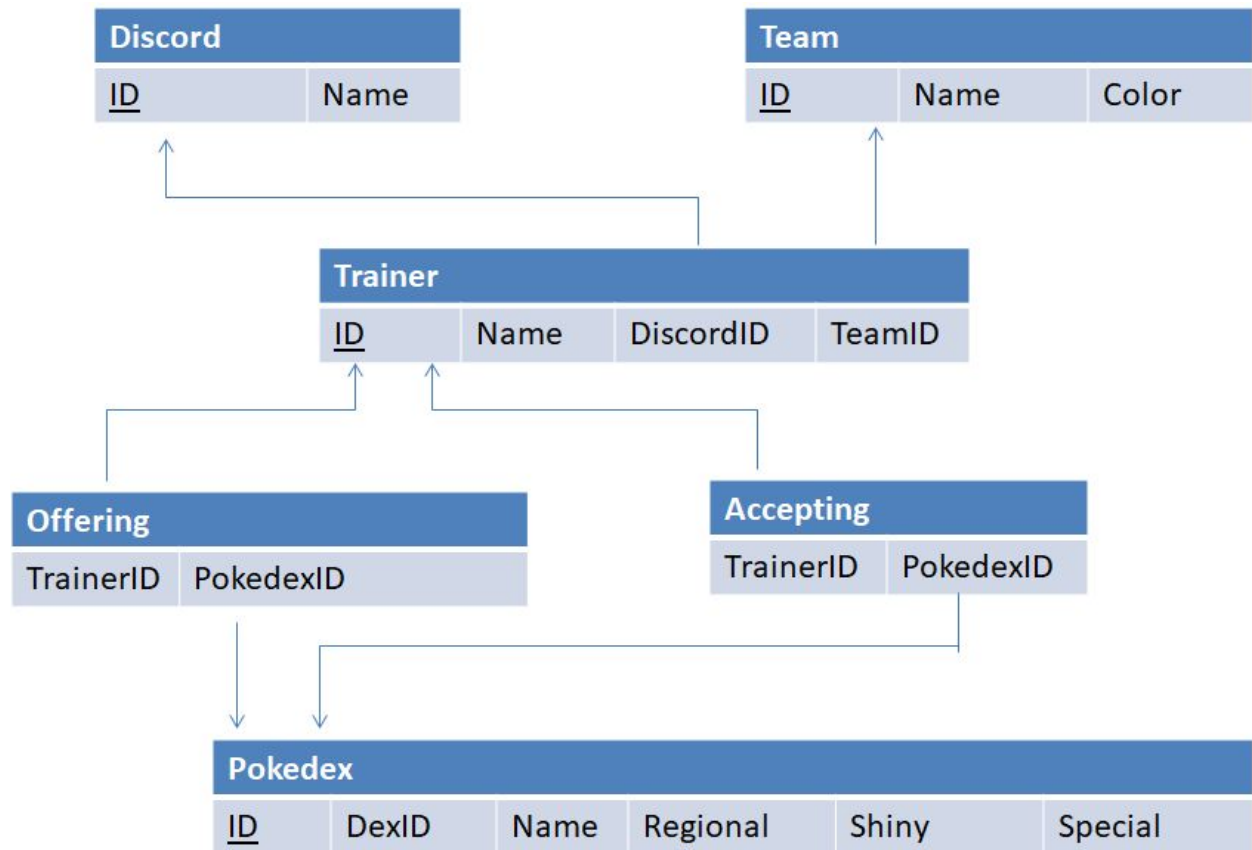 Discord
Team
ID Name
ID Name Color
Trainer
ID Name DiscordID TeamID
Offering
Accepting
TrainerID PokedexID
TrainerID PokedexID
Pokedex
ID DexID Name Regional Shiny Special